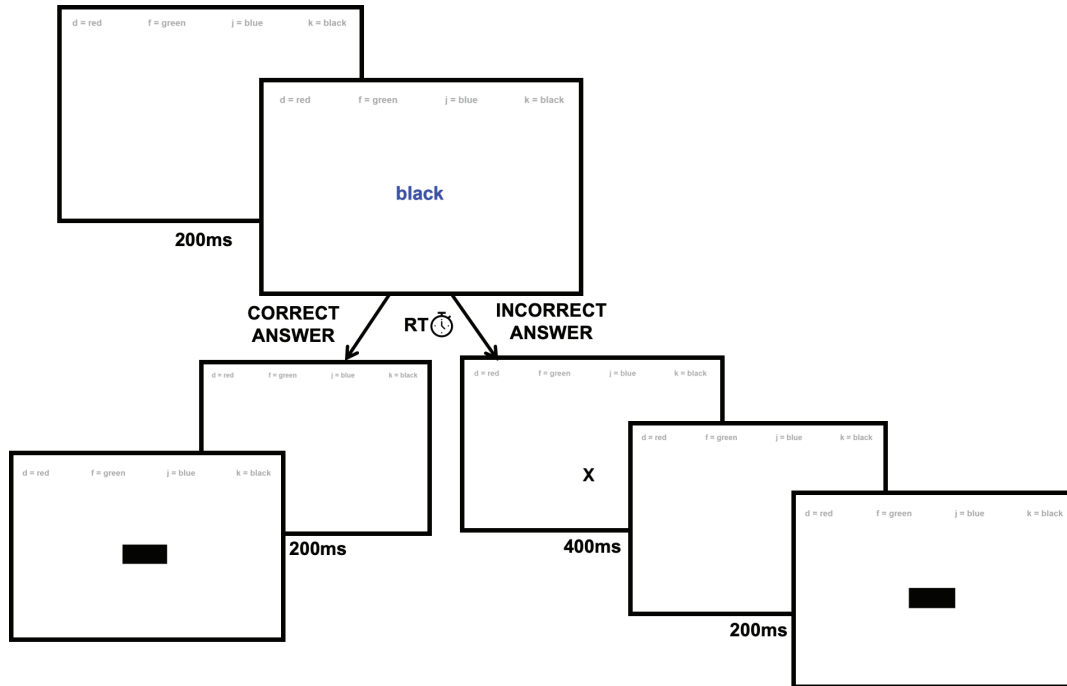 d = red f = green j = blue k = black
d = red f = green j = blue k = black
black
200ms
CORRECT
ANSWER
RT
INCORRECT
ANSWER
d = red f = green j = blue k = black
d = red f = green j = blue k = black
X
d = red f = green j = blue k = black
d = red f = green j = blue k = black
200ms
400ms
d = red f = green j = blue k = black
200ms